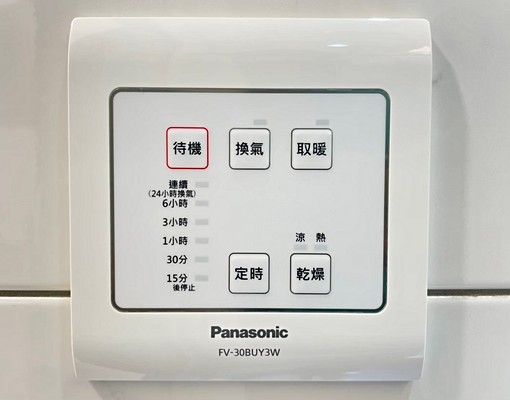 待機 換氣 取暖
連續
(24小時換氣)
6小時
3小時
涼 熱
1小時
30分
定時 乾燥
15分
後停止
Panasonic
FV-30BUY3W